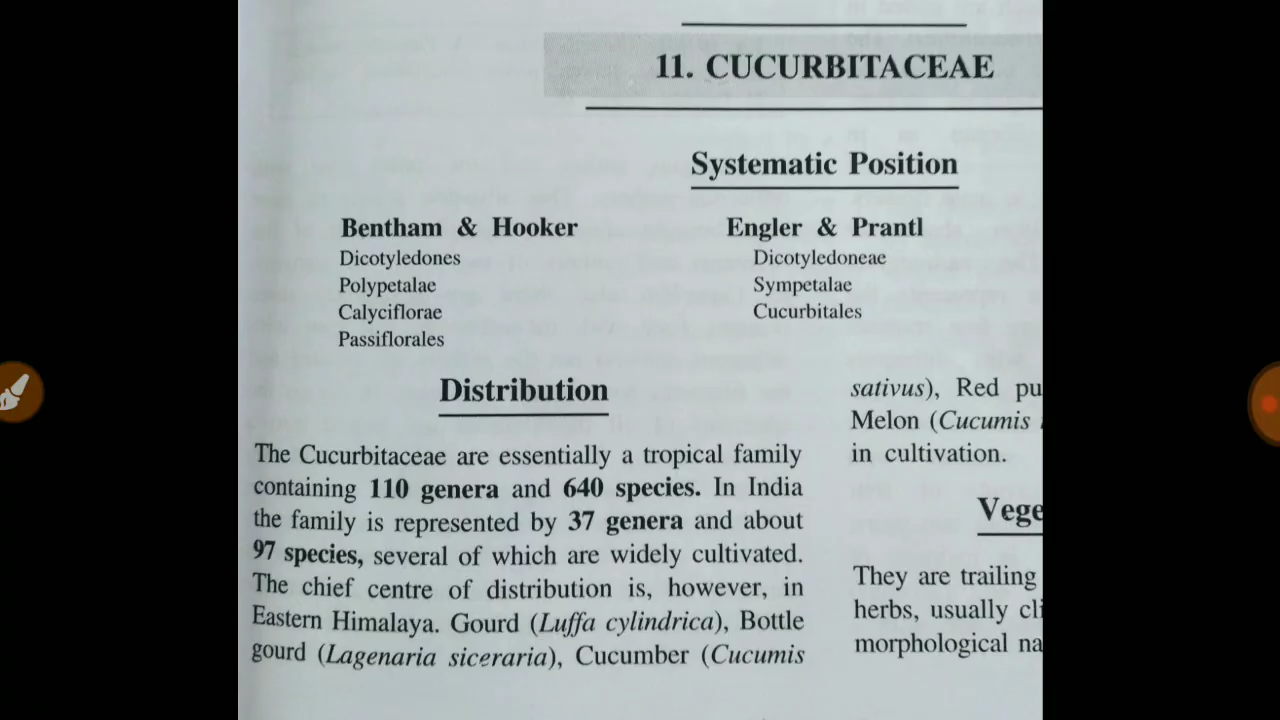 11. CUCURBITACEAE
Systematic Position
Bentham & Hooker
Dicotyledones
Polypetalae
Calyciflorae
Passiflorales
Engler & Prantl
Dicotyledoneae
Sympetalae
Cucurbitales
Distribution
The Cucurbitaceae are essentially a tropical family
containing 110 genera and 640 species. In India
the family is represented by 37 genera and about
97 species, several of which are widely cultivated.
The chief centre of distribution is, however, in
Eastern Himalaya. Gourd (Luffa cylindrica), Bottle
gourd (Lagenaria siceraria), Cucumber (Cucumis
sativus), Red pu
Melon (Cucumis
in cultivation.
Vege
They are trailing
herbs, usually cli
morphological na